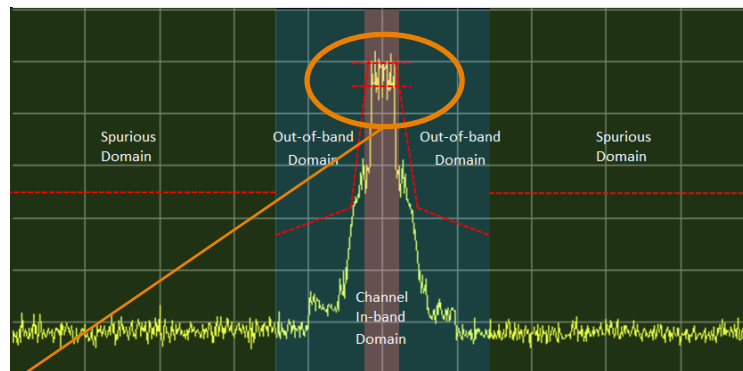 Spurious
Domain
Out-of-band
Domain
Out-of-band
Domain
Spurious
Domain
Channel
In-band
Domain